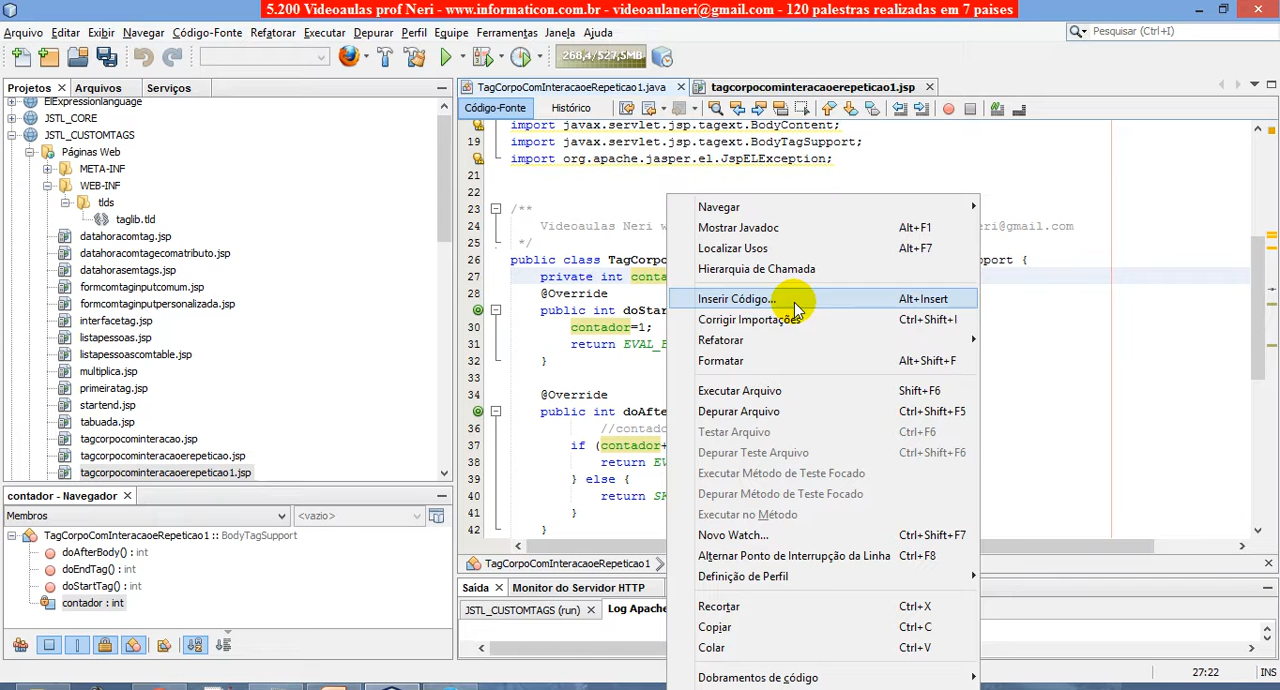 5.200 Videoaulas prof Neri - www.informaticon.com.br - videoaulaneri@gmail.com - 120 palestras realizadas em 7 paises
Arquivo Editar Exibir Navegar Código-Fonte Refatorar Executar Depurar Perfil Equipe Ferramentas Janela Ajuda
Pesquisar (Ctrl+I)
268,4/527,5MB
Projetos Arquivos Serviços
TagCorpoComInteracaoeRepeticao1.java tagcorpocominteracaoerepeticao1.jsp
Código-Fonte Histórico
ElExpressionlanguage
JSTL_CORE
JSTL_CUSTOMTAGS
Páginas Web
META-INF
WEB-INF
tlds
taglib.tld
datahoracomtag.jsp
datahoracomtagecomatributo.jsp
datahorasemtags.jsp
formcomtaginputcomum.jsp
formcomtaginputpersonalizada.jsp
interfacetag.jsp
listapessoas.jsp
listapessoascomtable.jsp
multiplica.jsp
primeiratag.jsp
startend.jsp
tabuada.jsp
tagcorpocominteracao.jsp
tagcorpocominteracaoerepeticao.jsp
tagcorpocominteracaoerepeticao1.jsp
import javax.servlet.jsp.tagext.BodyContent;
19 import javax.servlet.jsp.tagext.BodyTagSupport;
import org.apache.jasper.el.JspELException;
21
22
23 /**
24 Videoaulas Neri w eri@gmail.com
25 */
26 public class TagCorpo pport {
27 private int conta
28 @Override
public int doStar
30 contador=1;
31 return EVAL_B
32 }
33
34 @Override
public int doAfte
36 //contado
37 if (contador+
38 return EV
39 } else {
40 return SK
41 }
42 }
Navegar
Mostrar Javadoc Alt+F1
Localizar Usos Alt+F7
Hierarquia de Chamada
Inserir Código... Alt+Insert
Corrigir Importações Ctrl+Shift+I
Refatorar
Formatar Alt+Shift+F
Executar Arquivo Shift+F6
Depurar Arquivo Ctrl+Shift+F5
Testar Arquivo Ctrl+F6
Depurar Teste Arquivo Ctrl+Shift+F6
Executar Método de Teste Focado
Depurar Método de Teste Focado
Executar no Método
Novo Watch... Ctrl+Shift+F7
Alternar Ponto de Interrupção da Linha Ctrl+F8
Definição de Perfil
Recortar Ctrl+X
Copiar Ctrl+C
Colar Ctrl+V
Dobramentos de código
contador - Navegador
Membros <vazio>
TagCorpoComInteracaoeRepeticao1 :: BodyTagSupport
doAfterBody() : int
doEndTag() : int
doStartTag() : int
contador : int
TagCorpoComInteracaoeRepeticao1
Saída Monitor do Servidor HTTP
JSTL_CUSTOMTAGS (run) Log Apache
27:22 INS